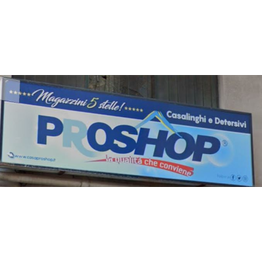 Magazzini 5 stelle!
Casalinghi e Detersivi
PROSHOP
la qualità che conviene